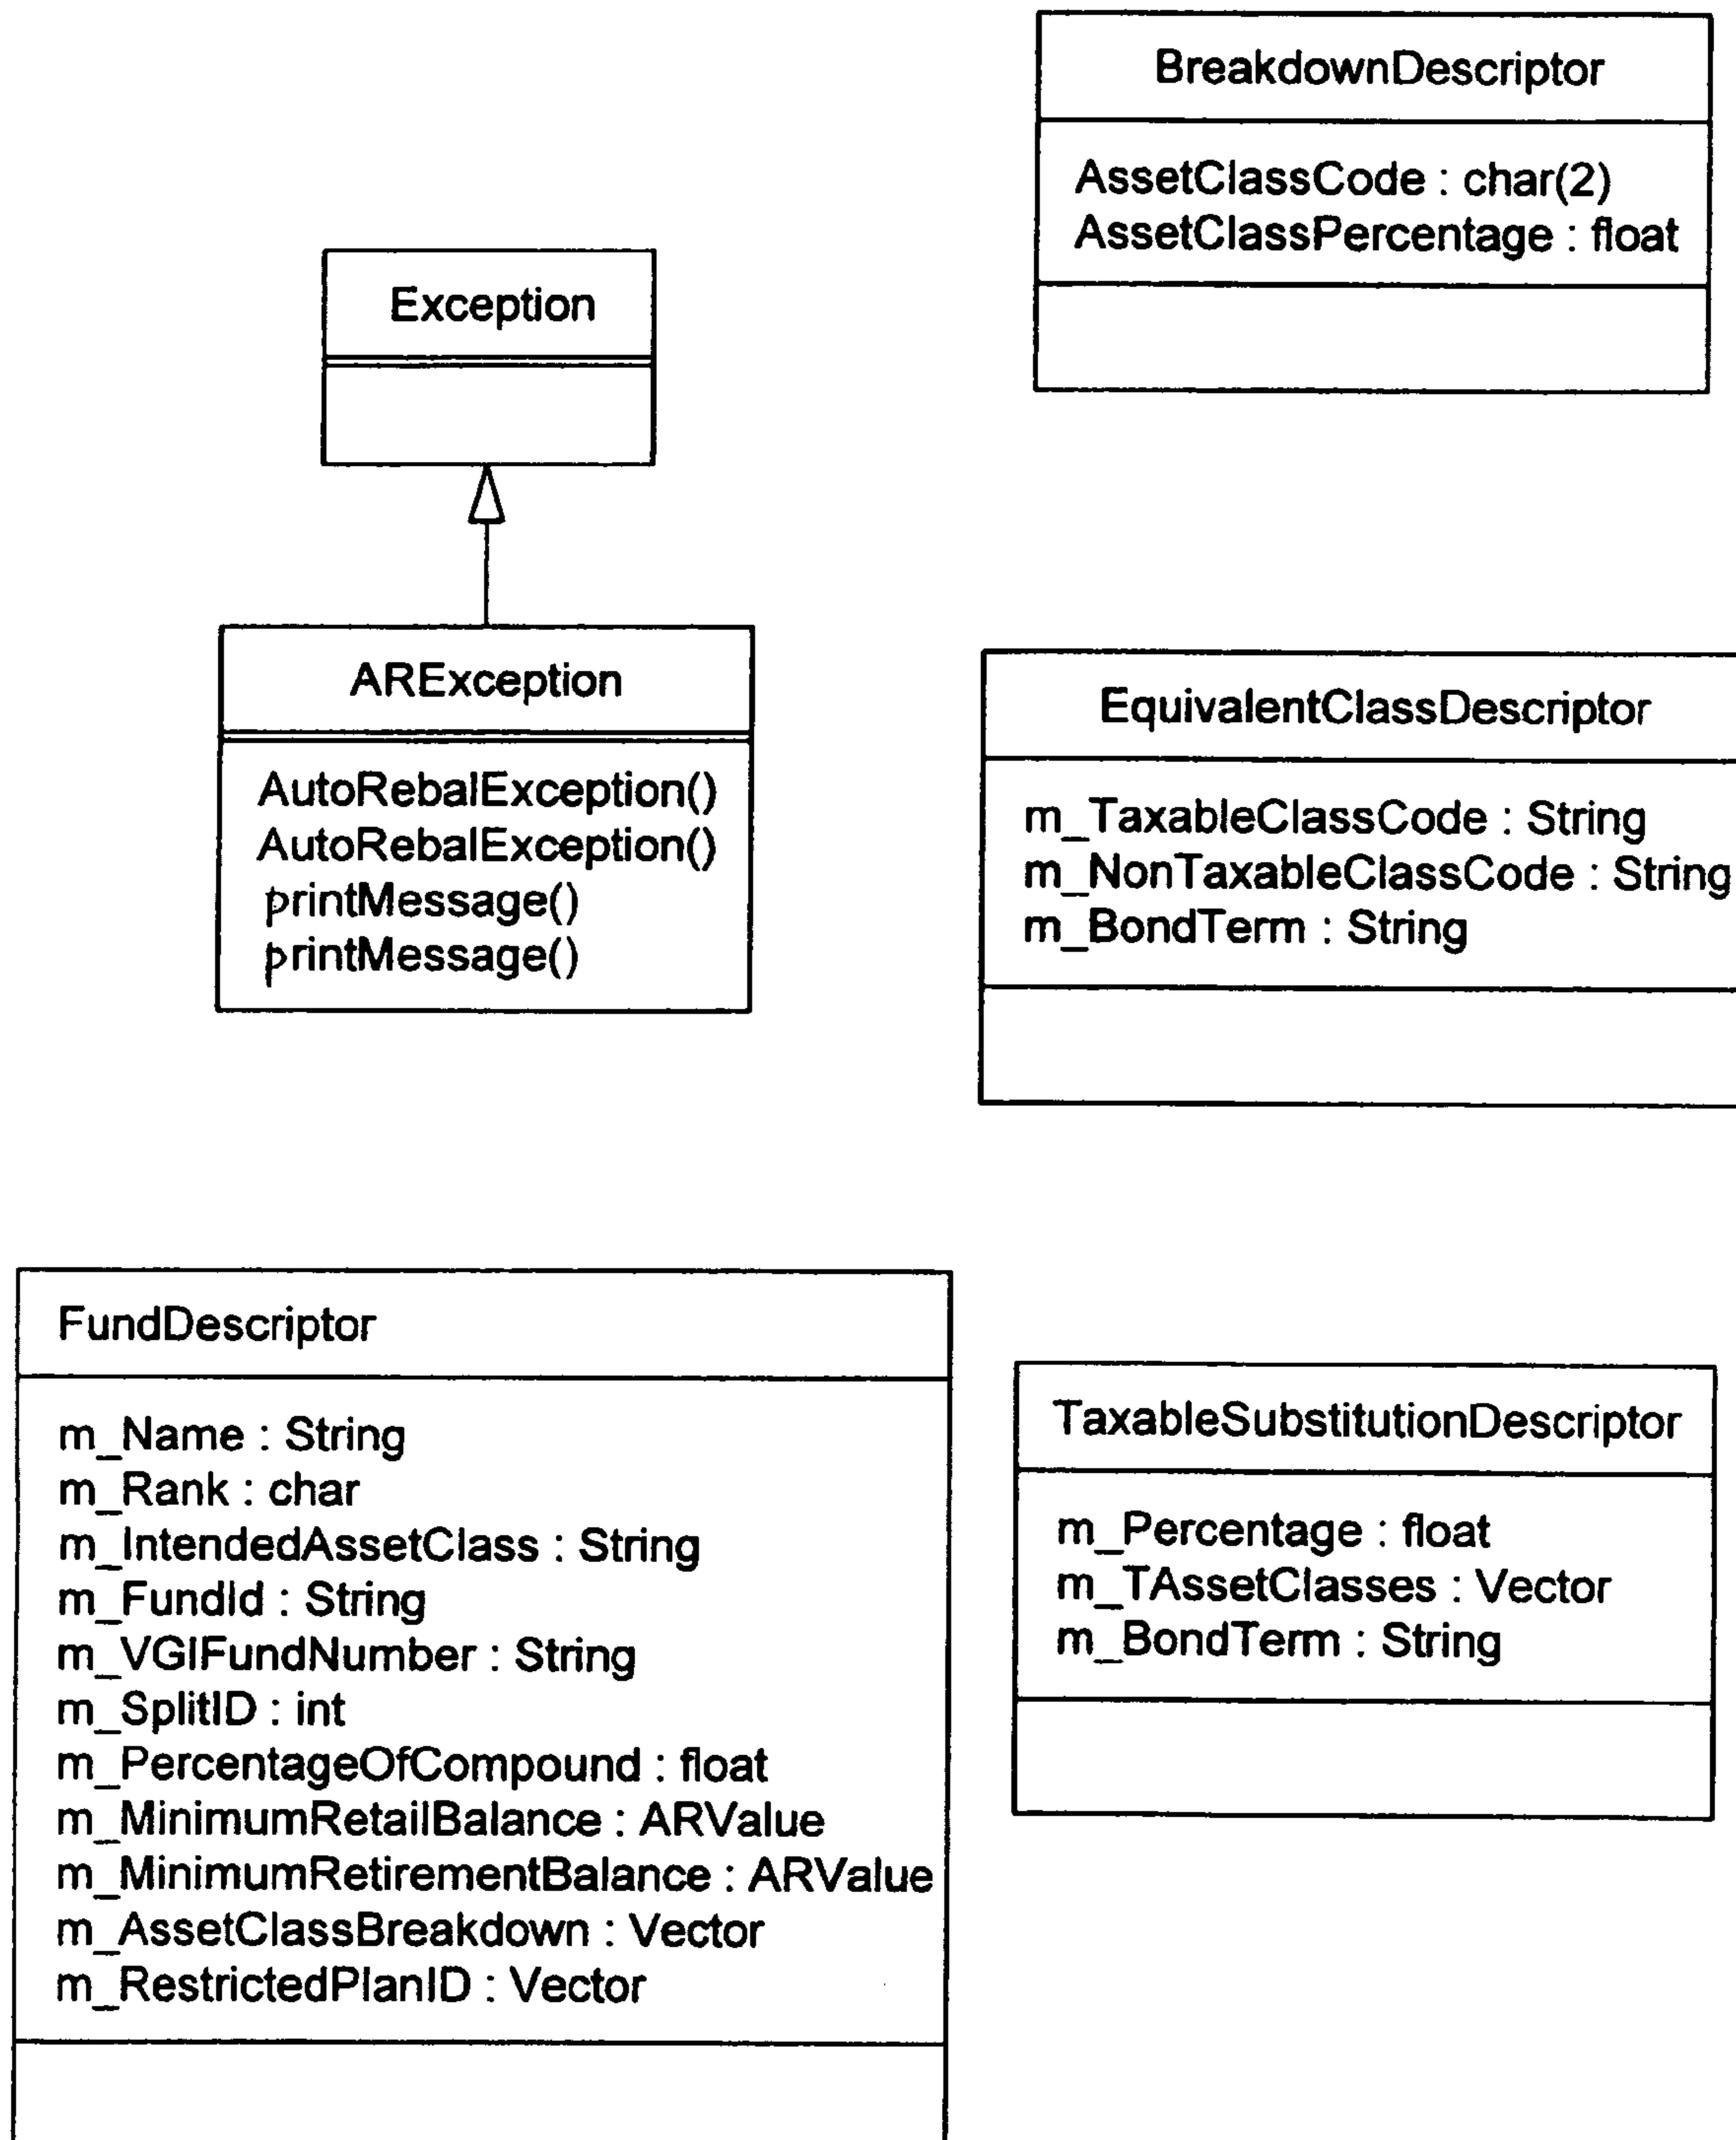 BreakdownDescriptor
AssetClassCode : char(2)
AssetClassPercentage : float
Exception
ARException
AutoRebalException()
AutoRebalException()
printMessage()
printMessage()
EquivalentClassDescriptor
m_TaxableClassCode : String
m_NonTaxableClassCode : String
m_BondTerm : String
FundDescriptor
m_Name : String
m_Rank : char
m_IntendedAssetClass : String
m_FundId : String
m_VGIFundNumber : String
m_SplitID : int
m_PercentageOfCompound : float
m_MinimumRetailBalance : ARValue
m_MinimumRetirementBalance : ARValue
m_AssetClassBreakdown : Vector
m_RestrictedPlanID : Vector
TaxableSubstitutionDescriptor
m_Percentage : float
m_TAssetClasses : Vector
m_BondTerm : String